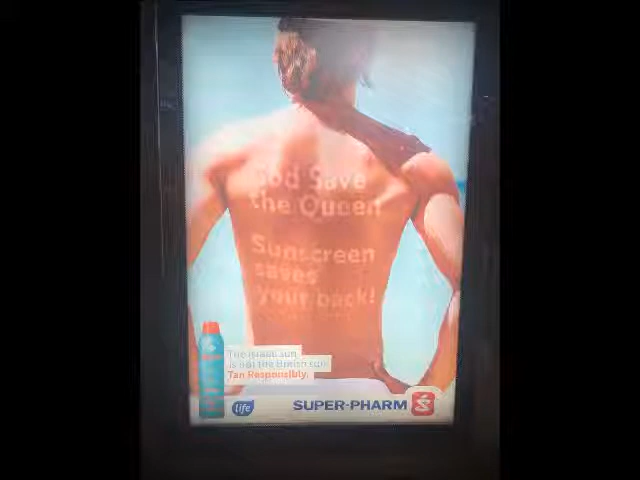 God Save
the Queen
Sunscreen
saves
your back!
The Israeli sun
is not the British sun.
Tan Responsibly.
life
SUPER-PHARM